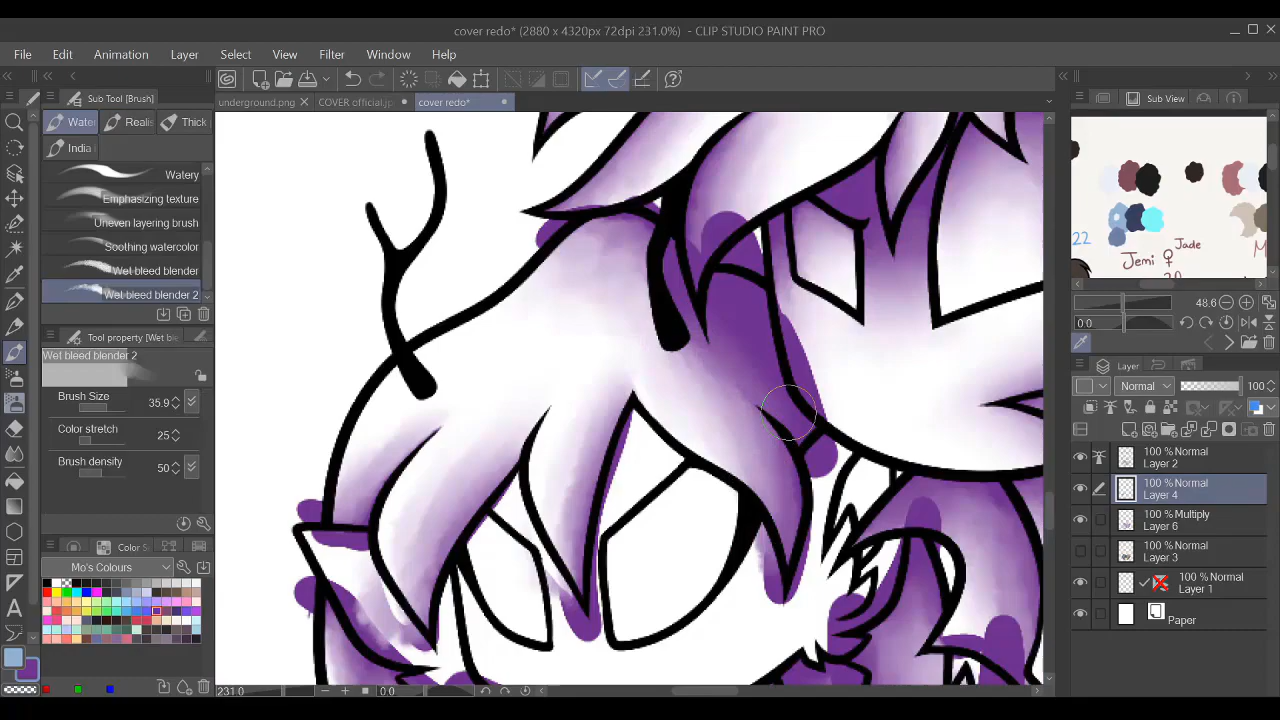 cover redo* (2880 x 4320px 72dpi 231.0%) - CLIP STUDIO PAINT PRO
File Edit Animation Layer Select View Filter Window Help
Sub Tool [Brush]
underground.png COVER official.jp cover redo*
Sub View
Water Realis Thick
India
Watery
Emphasizing texture
Uneven layering brush
Soothing watercolor
Wet bleed blender
Wet bleed blender 2
Tool property [Wet ble
Wet bleed blender 2
Brush Size 35.9
Color stretch 25
Brush density 50
Color S
Mo's Colours
231.0 0.0
22
Jemi ♀
Jade
20
48.6
0.0
Layer
Normal 100
100 % Normal
Layer 2
100 % Normal
Layer 4
100 % Multiply
Layer 6
100 % Normal
Layer 3
100 % Normal
Layer 1
Paper